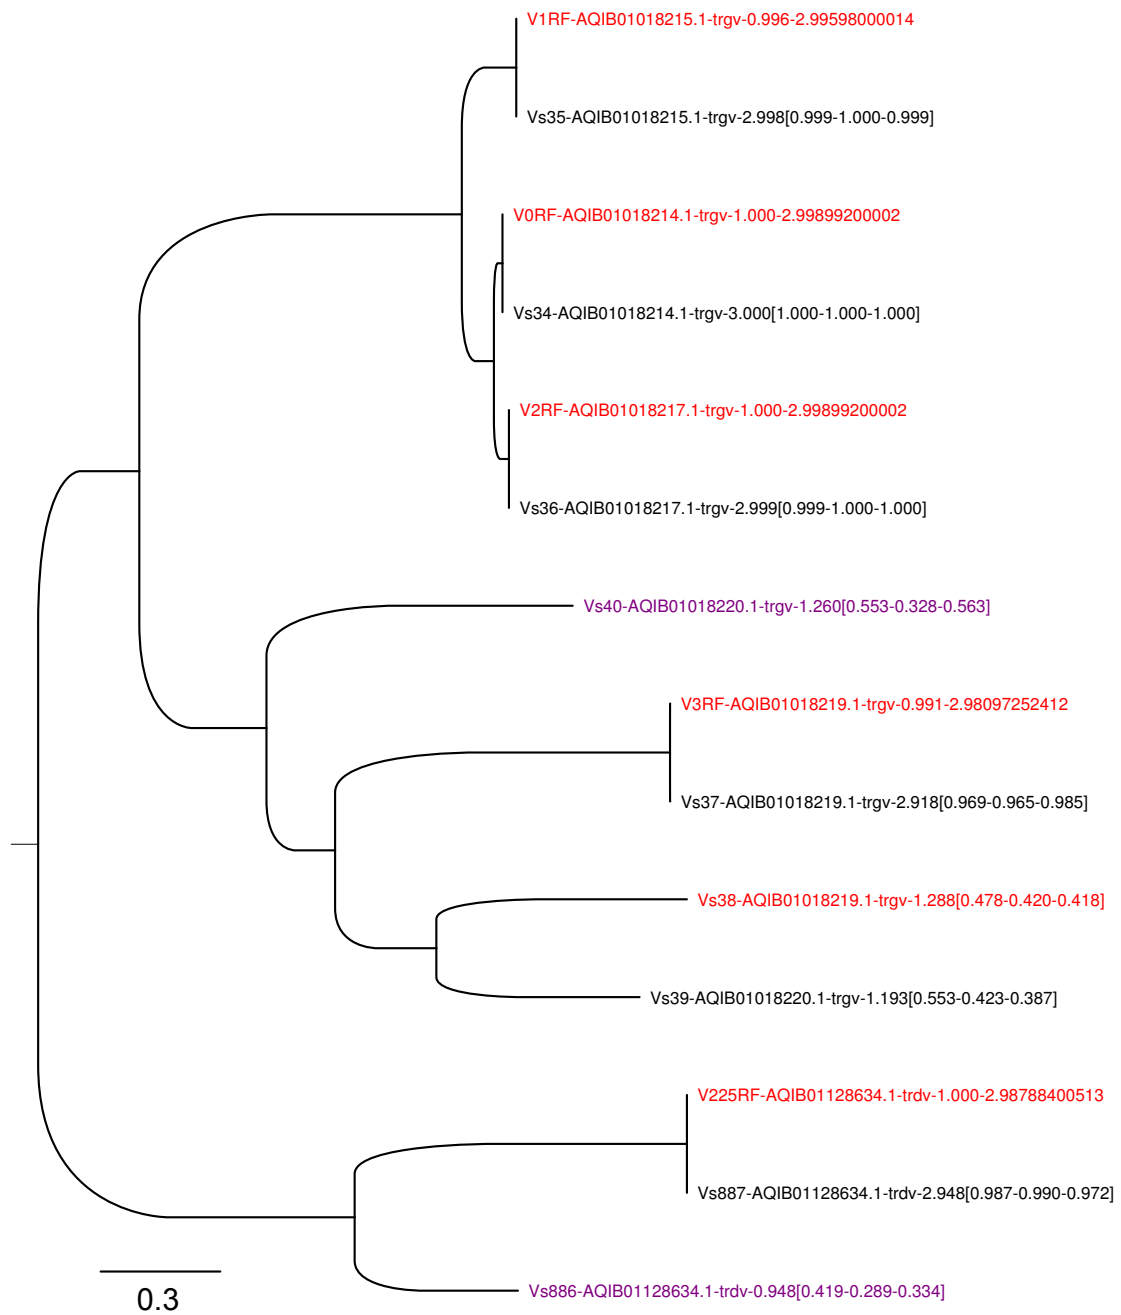 V1RF-AQIB01018215.1-trgv-0.996-2.99598000014
Vs35-AQIB01018215.1-trgv-2.998[0.999-1.000-0.999]
V0RF-AQIB01018214.1-trgv-1.000-2.99899200002
Vs34-AQIB01018214.1-trgv-3.000[1.000-1.000-1.000]
V2RF-AQIB01018217.1-trgv-1.000-2.99899200002
Vs36-AQIB01018217.1-trgv-2.999[0.999-1.000-1.000]
Vs40-AQIB01018220.1-trgv-1.260[0.553-0.328-0.563]
V3RF-AQIB01018219.1-trgv-0.991-2.98097252412
Vs37-AQIB01018219.1-trgv-2.918[0.969-0.965-0.985]
Vs38-AQIB01018219.1-trgv-1.288[0.478-0.420-0.418]
Vs39-AQIB01018220.1-trgv-1.193[0.553-0.423-0.387]
V225RF-AQIB01128634.1-trdv-1.000-2.98788400513
Vs887-AQIB01128634.1-trdv-2.948[0.987-0.990-0.972]
Vs886-AQIB01128634.1-trdv-0.948[0.419-0.289-0.334]
0.3